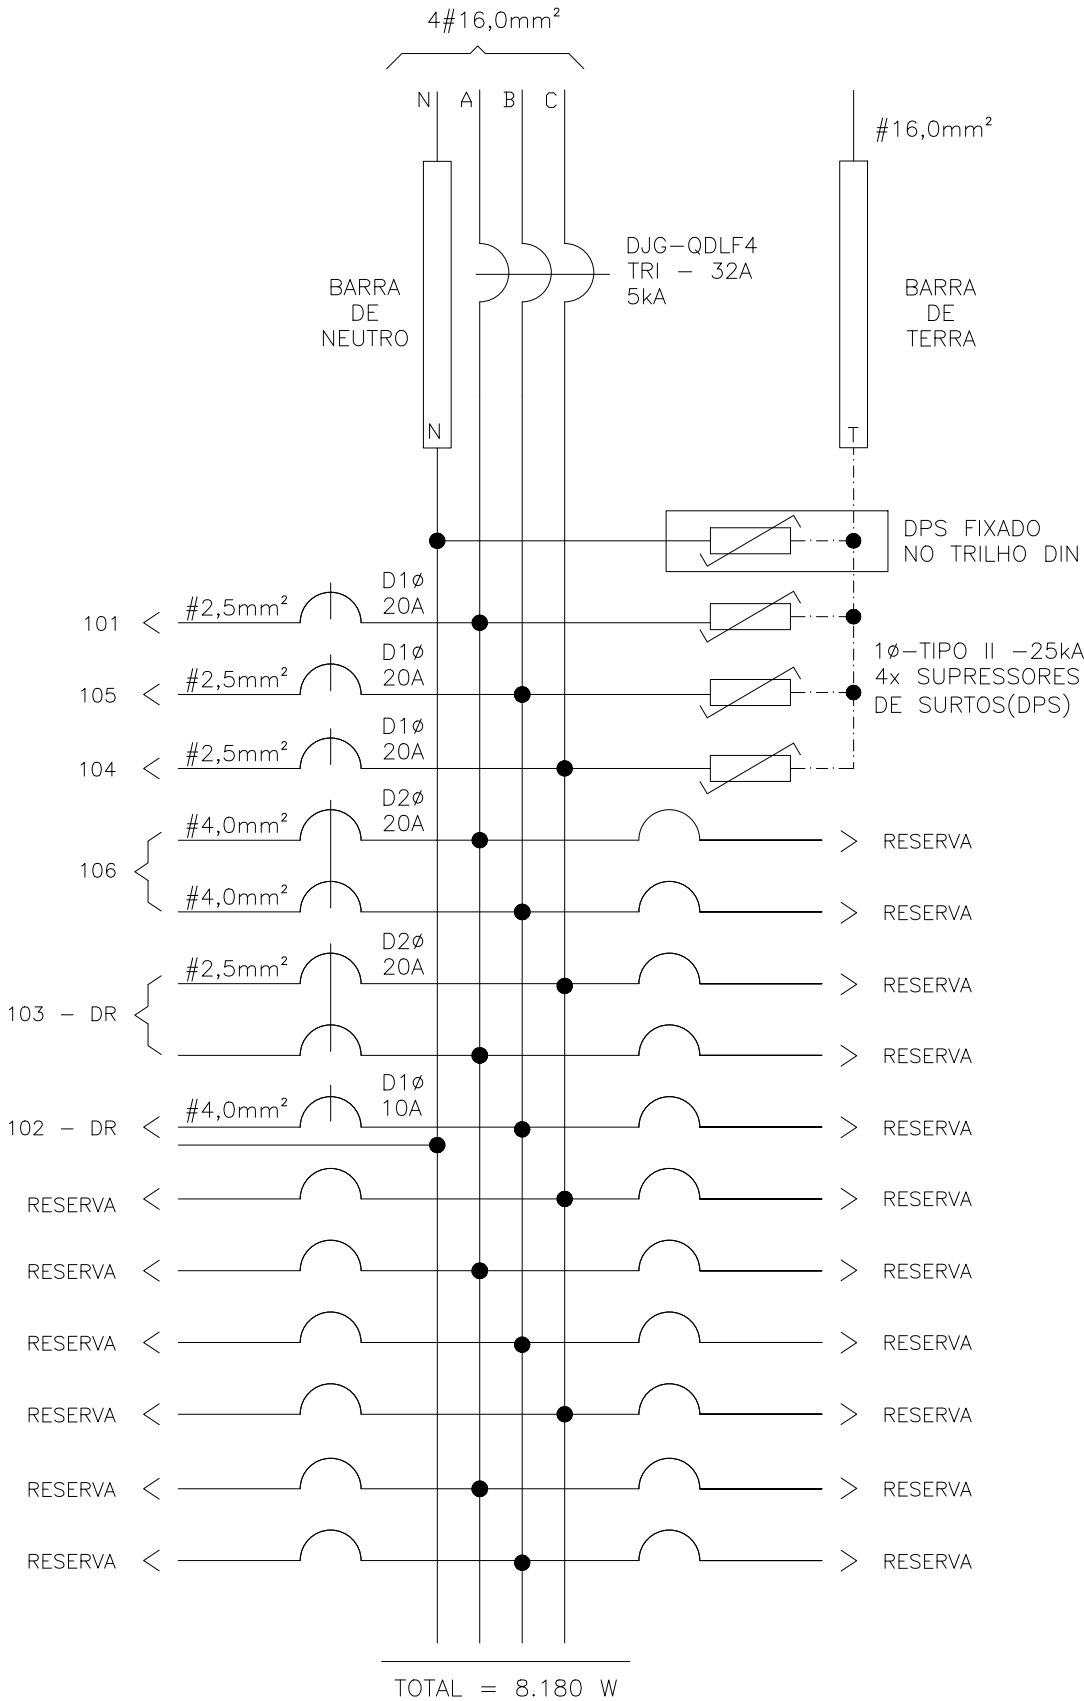 4#16,0mm²
N A B C
#16,0mm²
DJG-QDLF4
TRI - 32A
5kA
BARRA
DE
NEUTRO
BARRA
DE
TERRA
N
T
DPS FIXADO
NO TRILHO DIN
D1ø
20A
#2,5mm²
101
1ø-TIPO II -25kA
4x SUPRESSORES
DE SURTOS(DPS)
D1ø
20A
#2,5mm²
105
D1ø
20A
#2,5mm²
104
D2ø
20A
#4,0mm²
RESERVA
106
#4,0mm²
RESERVA
D2ø
20A
#2,5mm²
RESERVA
103 - DR
RESERVA
D1ø
10A
#4,0mm²
102 - DR
RESERVA
RESERVA
RESERVA
RESERVA
RESERVA
RESERVA
RESERVA
RESERVA
RESERVA
RESERVA
RESERVA
RESERVA
RESERVA
TOTAL = 8.180 W